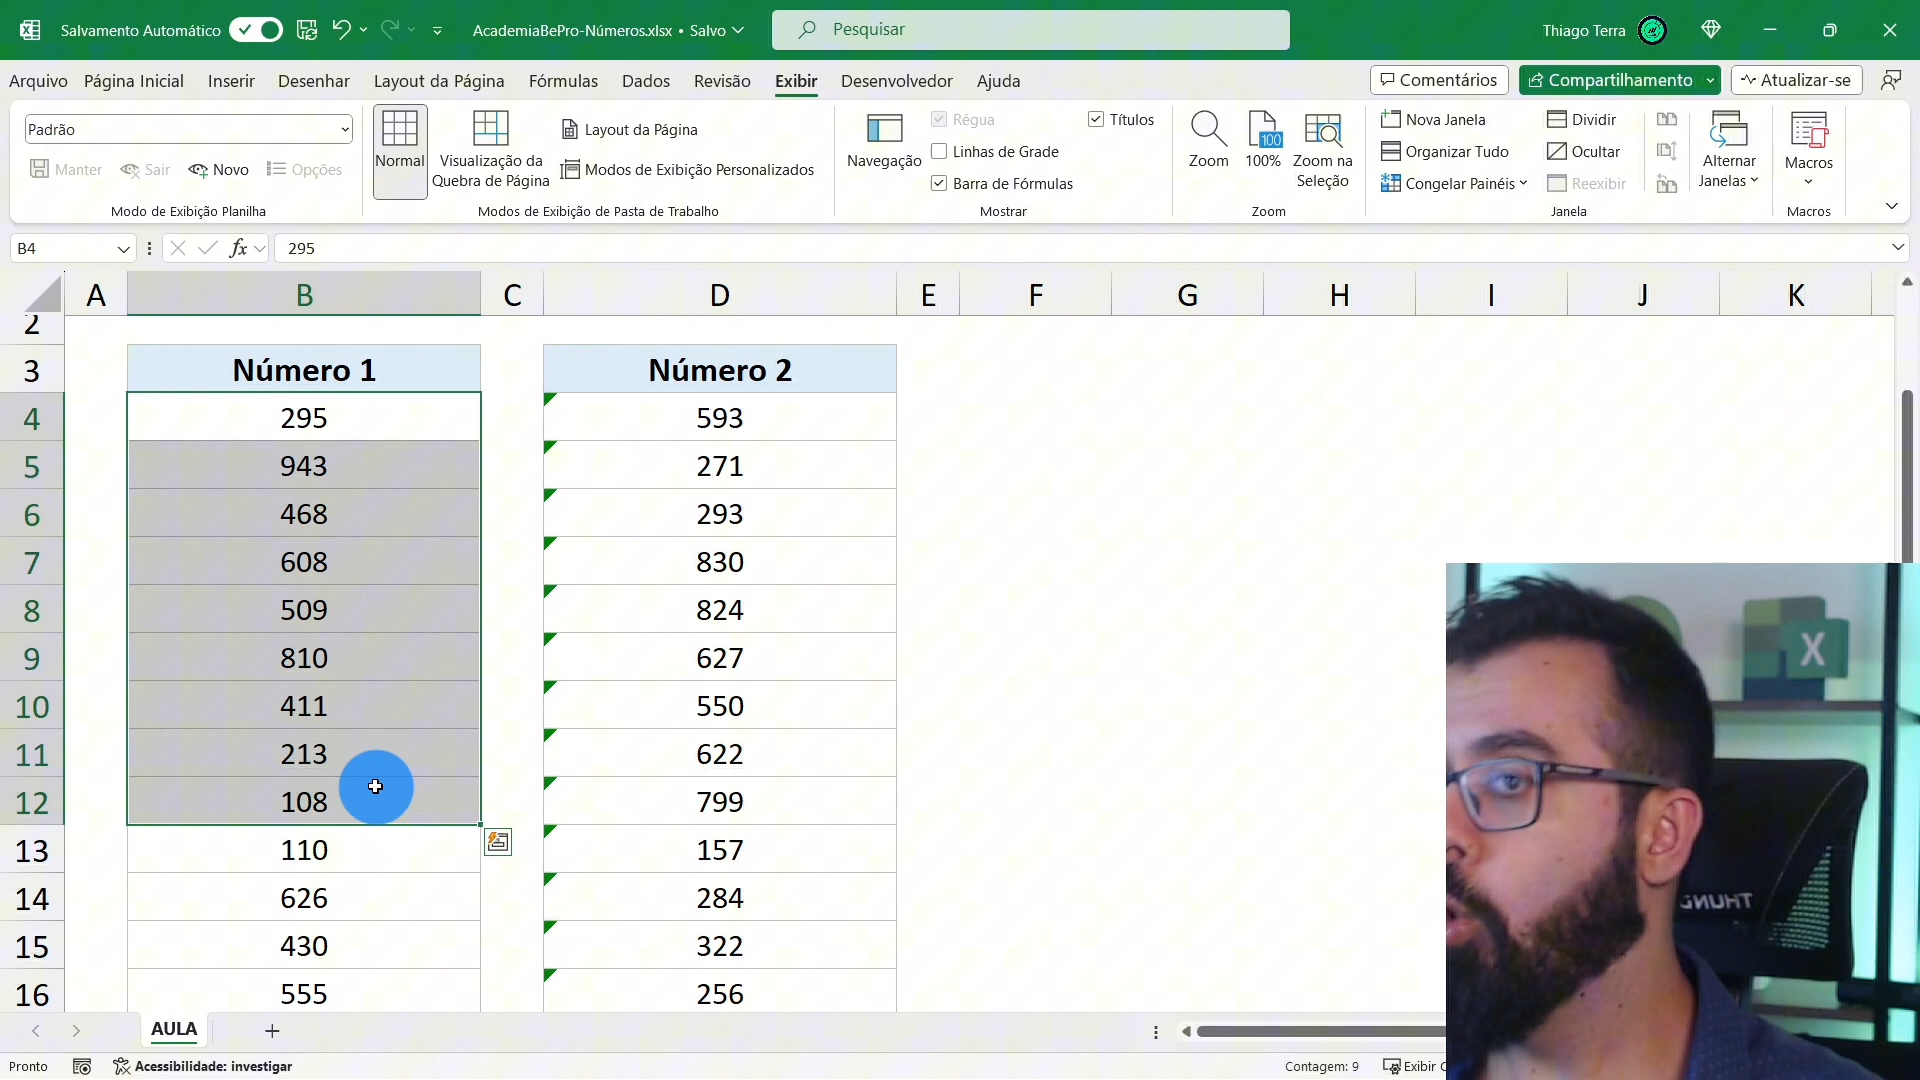 Salvamento Automático
AcademiaBePro-Números.xlsx • Salvo
Pesquisar
Thiago Terra
Arquivo Página Inicial Inserir Desenhar Layout da Página Fórmulas Dados Revisão Exibir Desenvolvedor Ajuda
Comentários Compartilhamento Atualizar-se
Padrão
Manter Sair Novo Opções
Modo de Exibição Planilha
Normal
Visualização da
Quebra de Página
Layout da Página
Modos de Exibição Personalizados
Modos de Exibição de Pasta de Trabalho
Navegação
Régua
Títulos
Linhas de Grade
Barra de Fórmulas
Mostrar
Zoom
100
100%
Zoom na
Seleção
Zoom
Nova Janela
Organizar Tudo
Congelar Painéis
Dividir
Ocultar
Reexibir
Janela
Alternar
Janelas
Macros
Macros
B4
fx
295
A B C D E F G H I J K
2
3 Número 1 Número 2
4 295 593
5 943 271
6 468 293
7 608 830
8 509 824
9 810 627
10 411 550
11 213 622
12 108 799
13 110 157
14 626 284
15 430 322
16 555 256
X
AULA
Pronto
Acessibilidade: investigar
Contagem: 9
Exibir